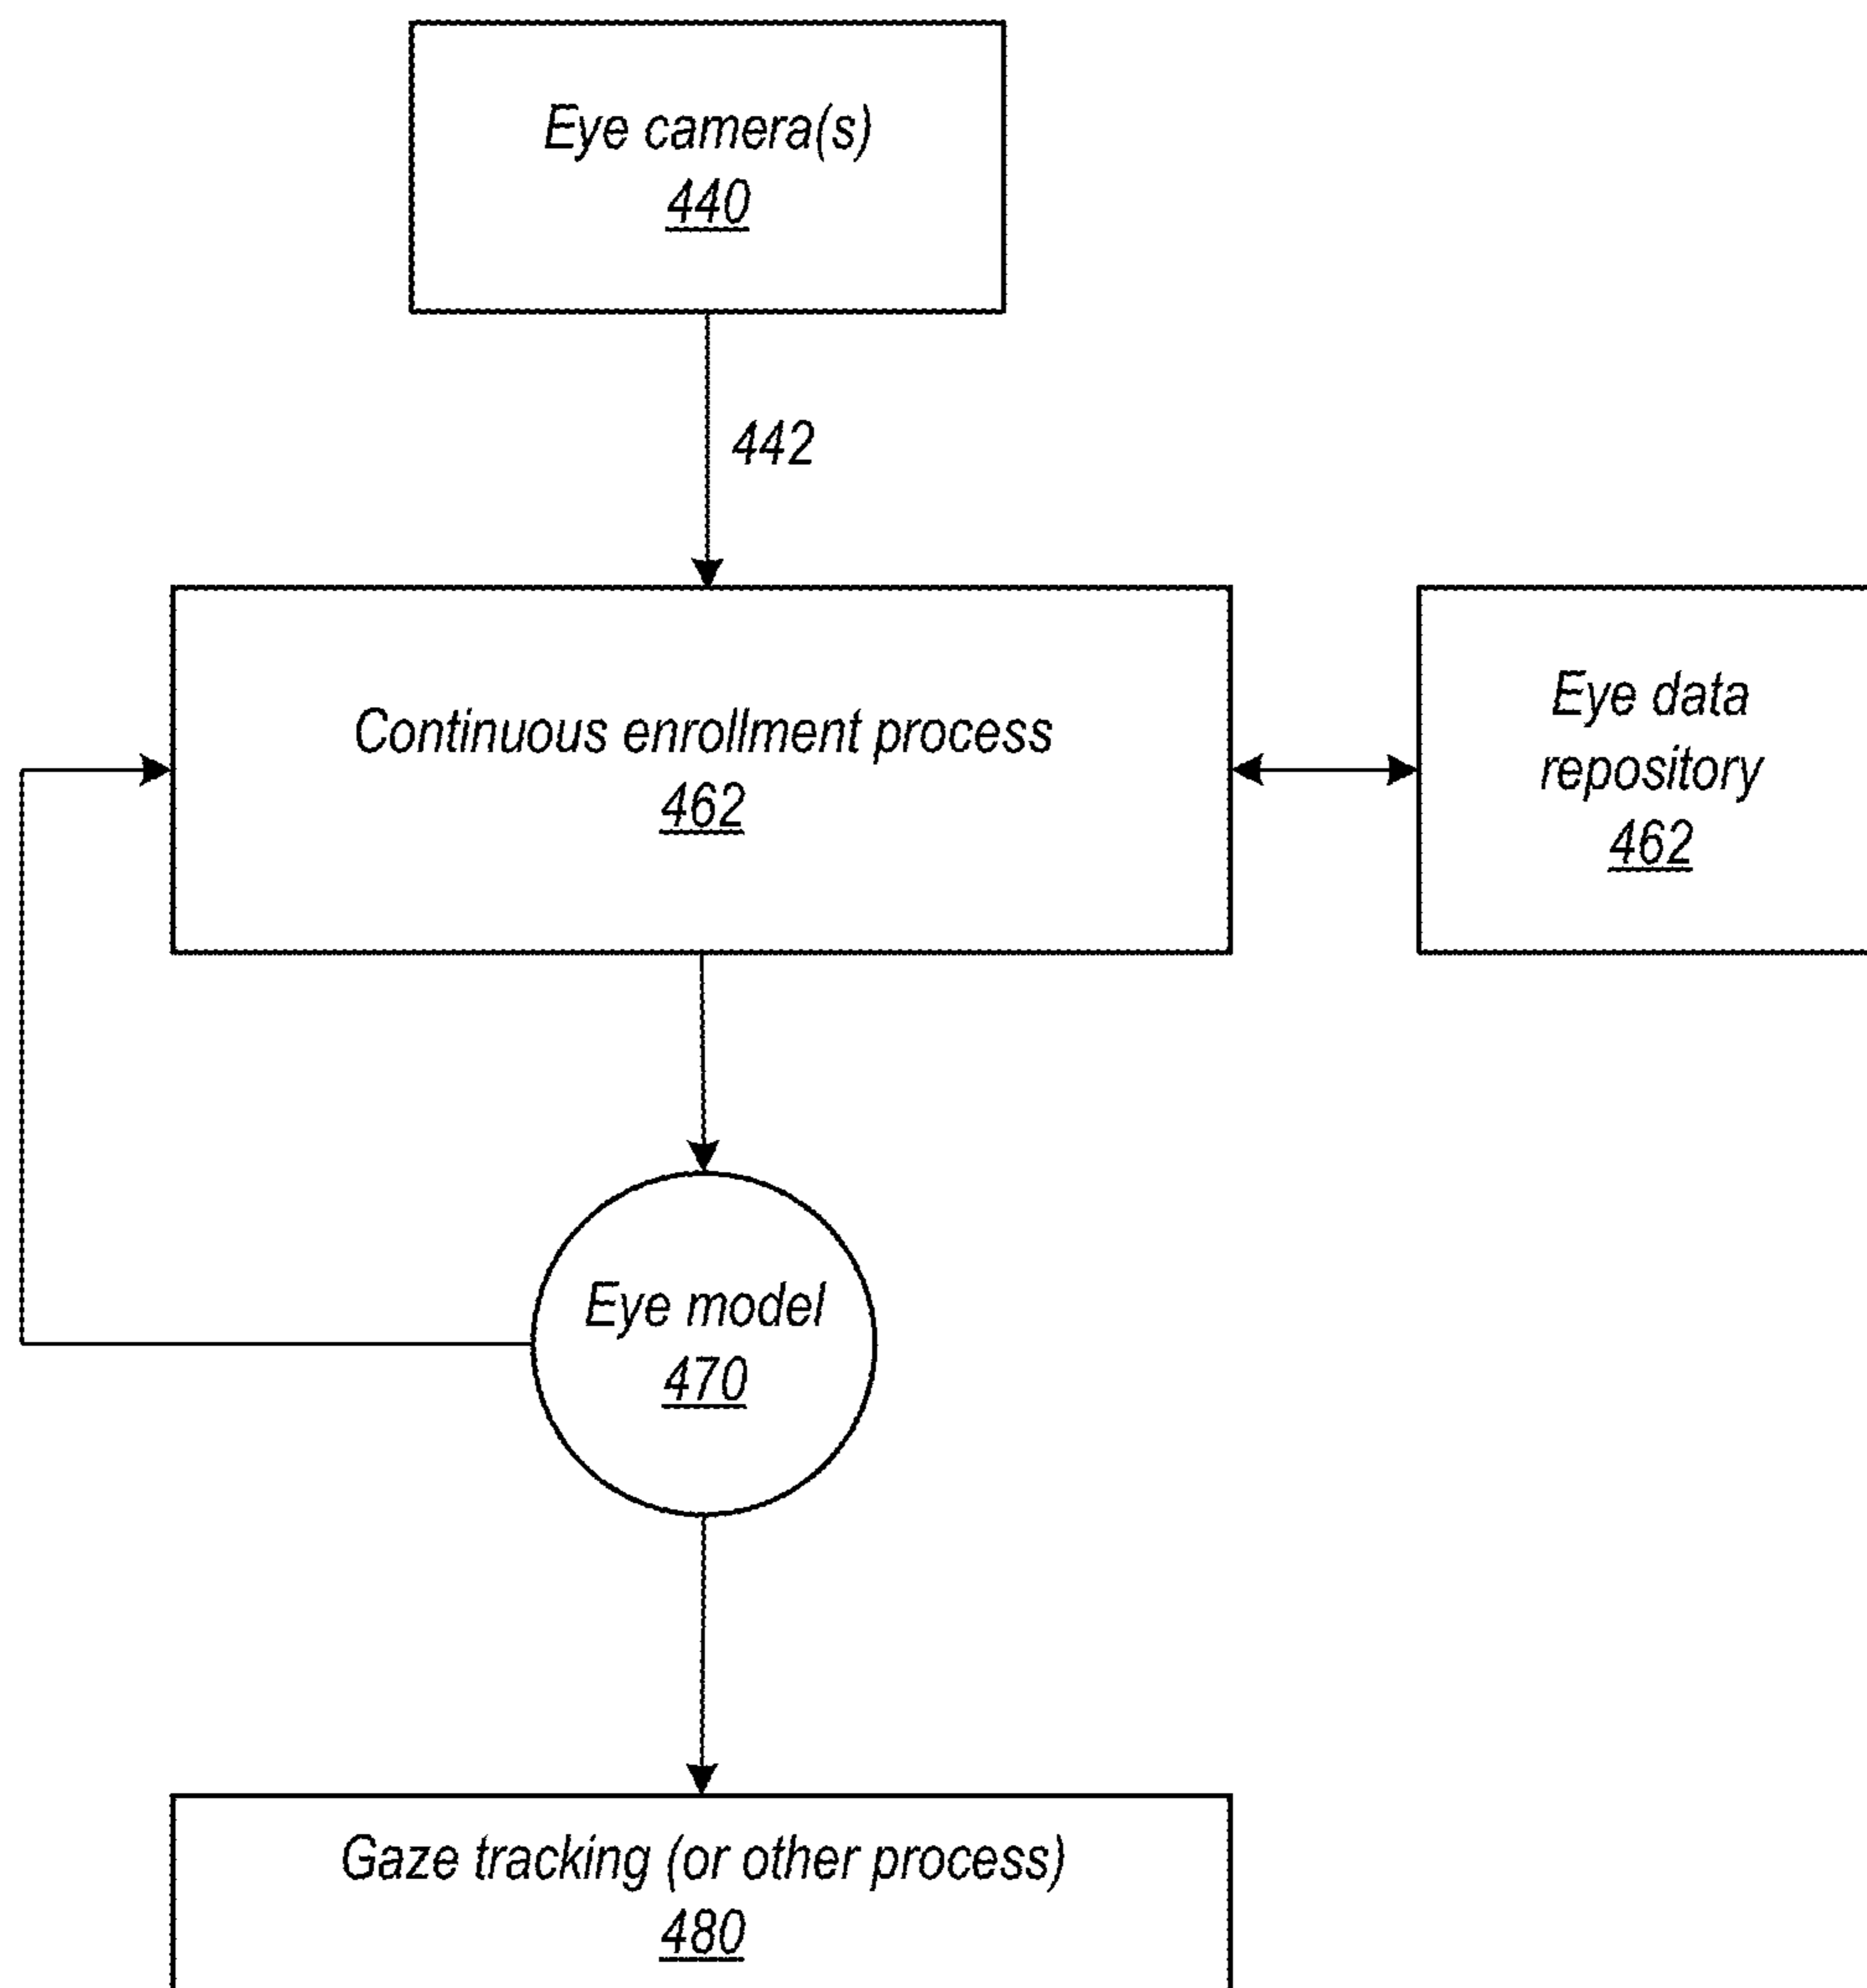 Eye camera(s)
440
442
Continuous enrollment process
462
Eye data
repository
462
Eye model
470
Gaze tracking (or other process)
480